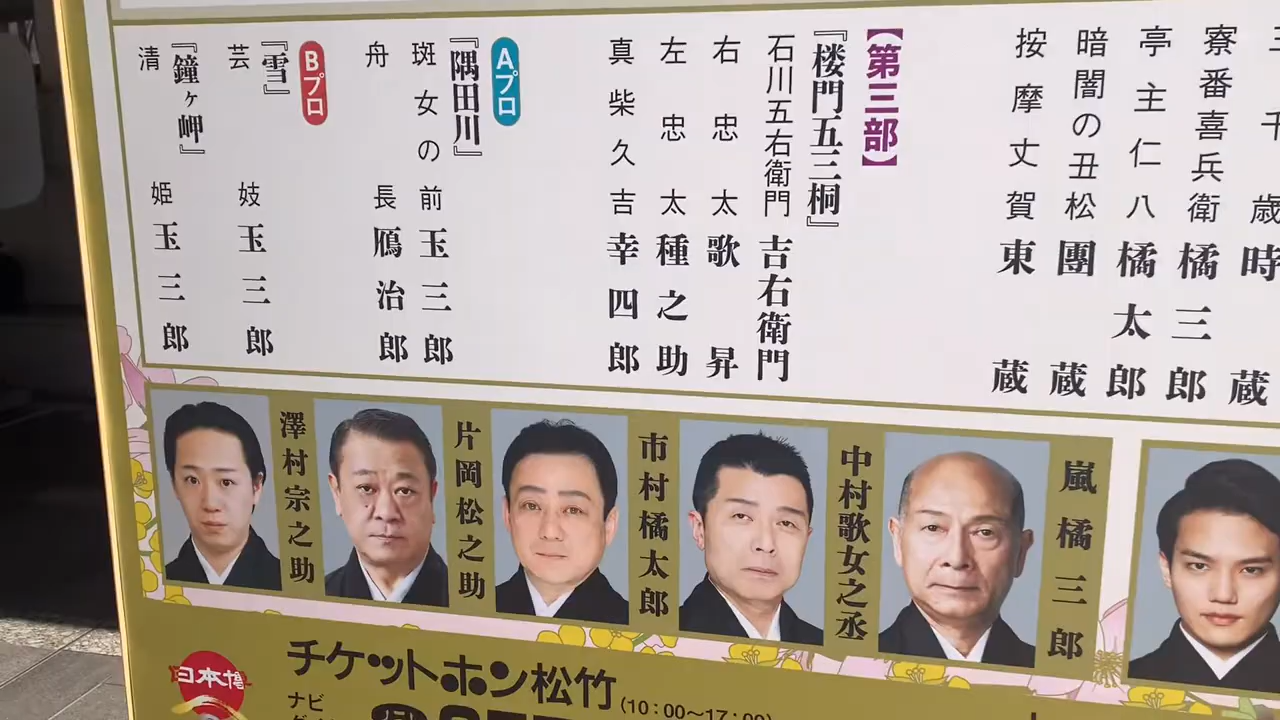 寮番喜兵衛 橘三郎
亭主仁八 橘太郎
暗闇の丑松 團蔵
按摩丈賀 東蔵
【第三部】
『楼門五三桐』
石川五右衛門 吉右衛門
右忠太 歌昇
左忠太 種之助
真柴久吉 幸四郎
Aプロ
『隅田川』
斑女の前 玉三郎
舟長 鴈治郎
Bプロ
『雪』
芸妓 玉三郎
『鐘ヶ岬』
清姫 玉三郎
嵐橘三郎
中村歌女之丞
市村橘太郎
片岡松之助
澤村宗之助
チケットホン松竹(10:00〜17:00)
ナビ
日本博